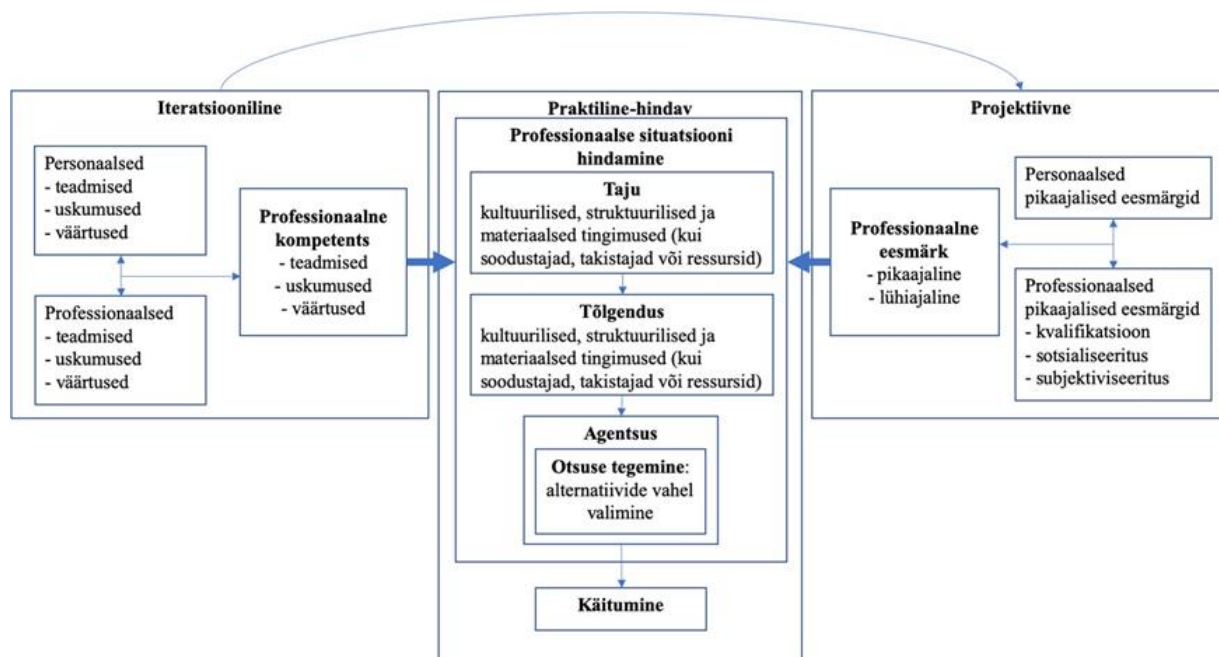 Iteratsiooniline
Personaalsed
- teadmised
- uskumused
- väärtused
Professionaalsed
- teadmised
- uskumused
- väärtused
Professionaalne
kompetents
- teadmised
- uskumused
- väärtused
Praktiline-hindav
Professionaalse situatsiooni
hindamine
Taju
kultuurilised, struktuurilised ja
materiaalsed tingimused (kui
soodustajad, takistajad või ressursid)
Tõlgendus
kultuurilised, struktuurilised ja
materiaalsed tingimused (kui
soodustajad, takistajad või ressursid)
Agentsus
Otsuse tegemine:
alternatiivide vahel
valimine
Käitumine
Projektiivne
Professionaalne
eesmärk
- pikaajaline
- lühiajaline
Personaalsed
pikaajalised eesmärgid
Professionaalsed
pikaajalised eesmärgid
- kvalifikatsioon
- sotsialiseeritus
- subjektiviseeritus